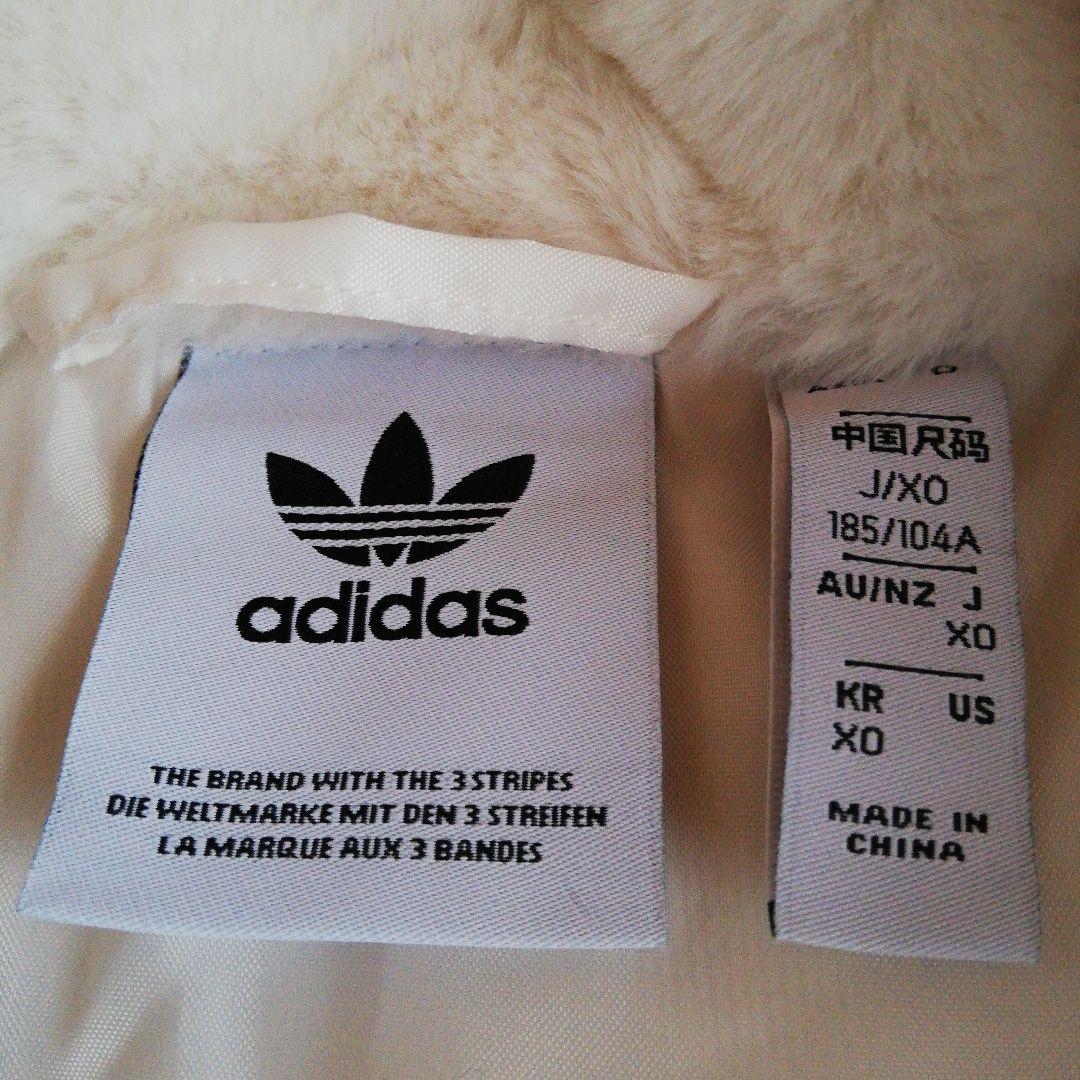 adidas
THE BRAND WITH THE 3 STRIPES
DIE WELTMARKE MIT DEN 3 STREIFEN
LA MARQUE AUX 3 BANDES
中国尺码
J/XO
185/104A
AU/NZ J
XO
KR US
XO
MADE IN
CHINA